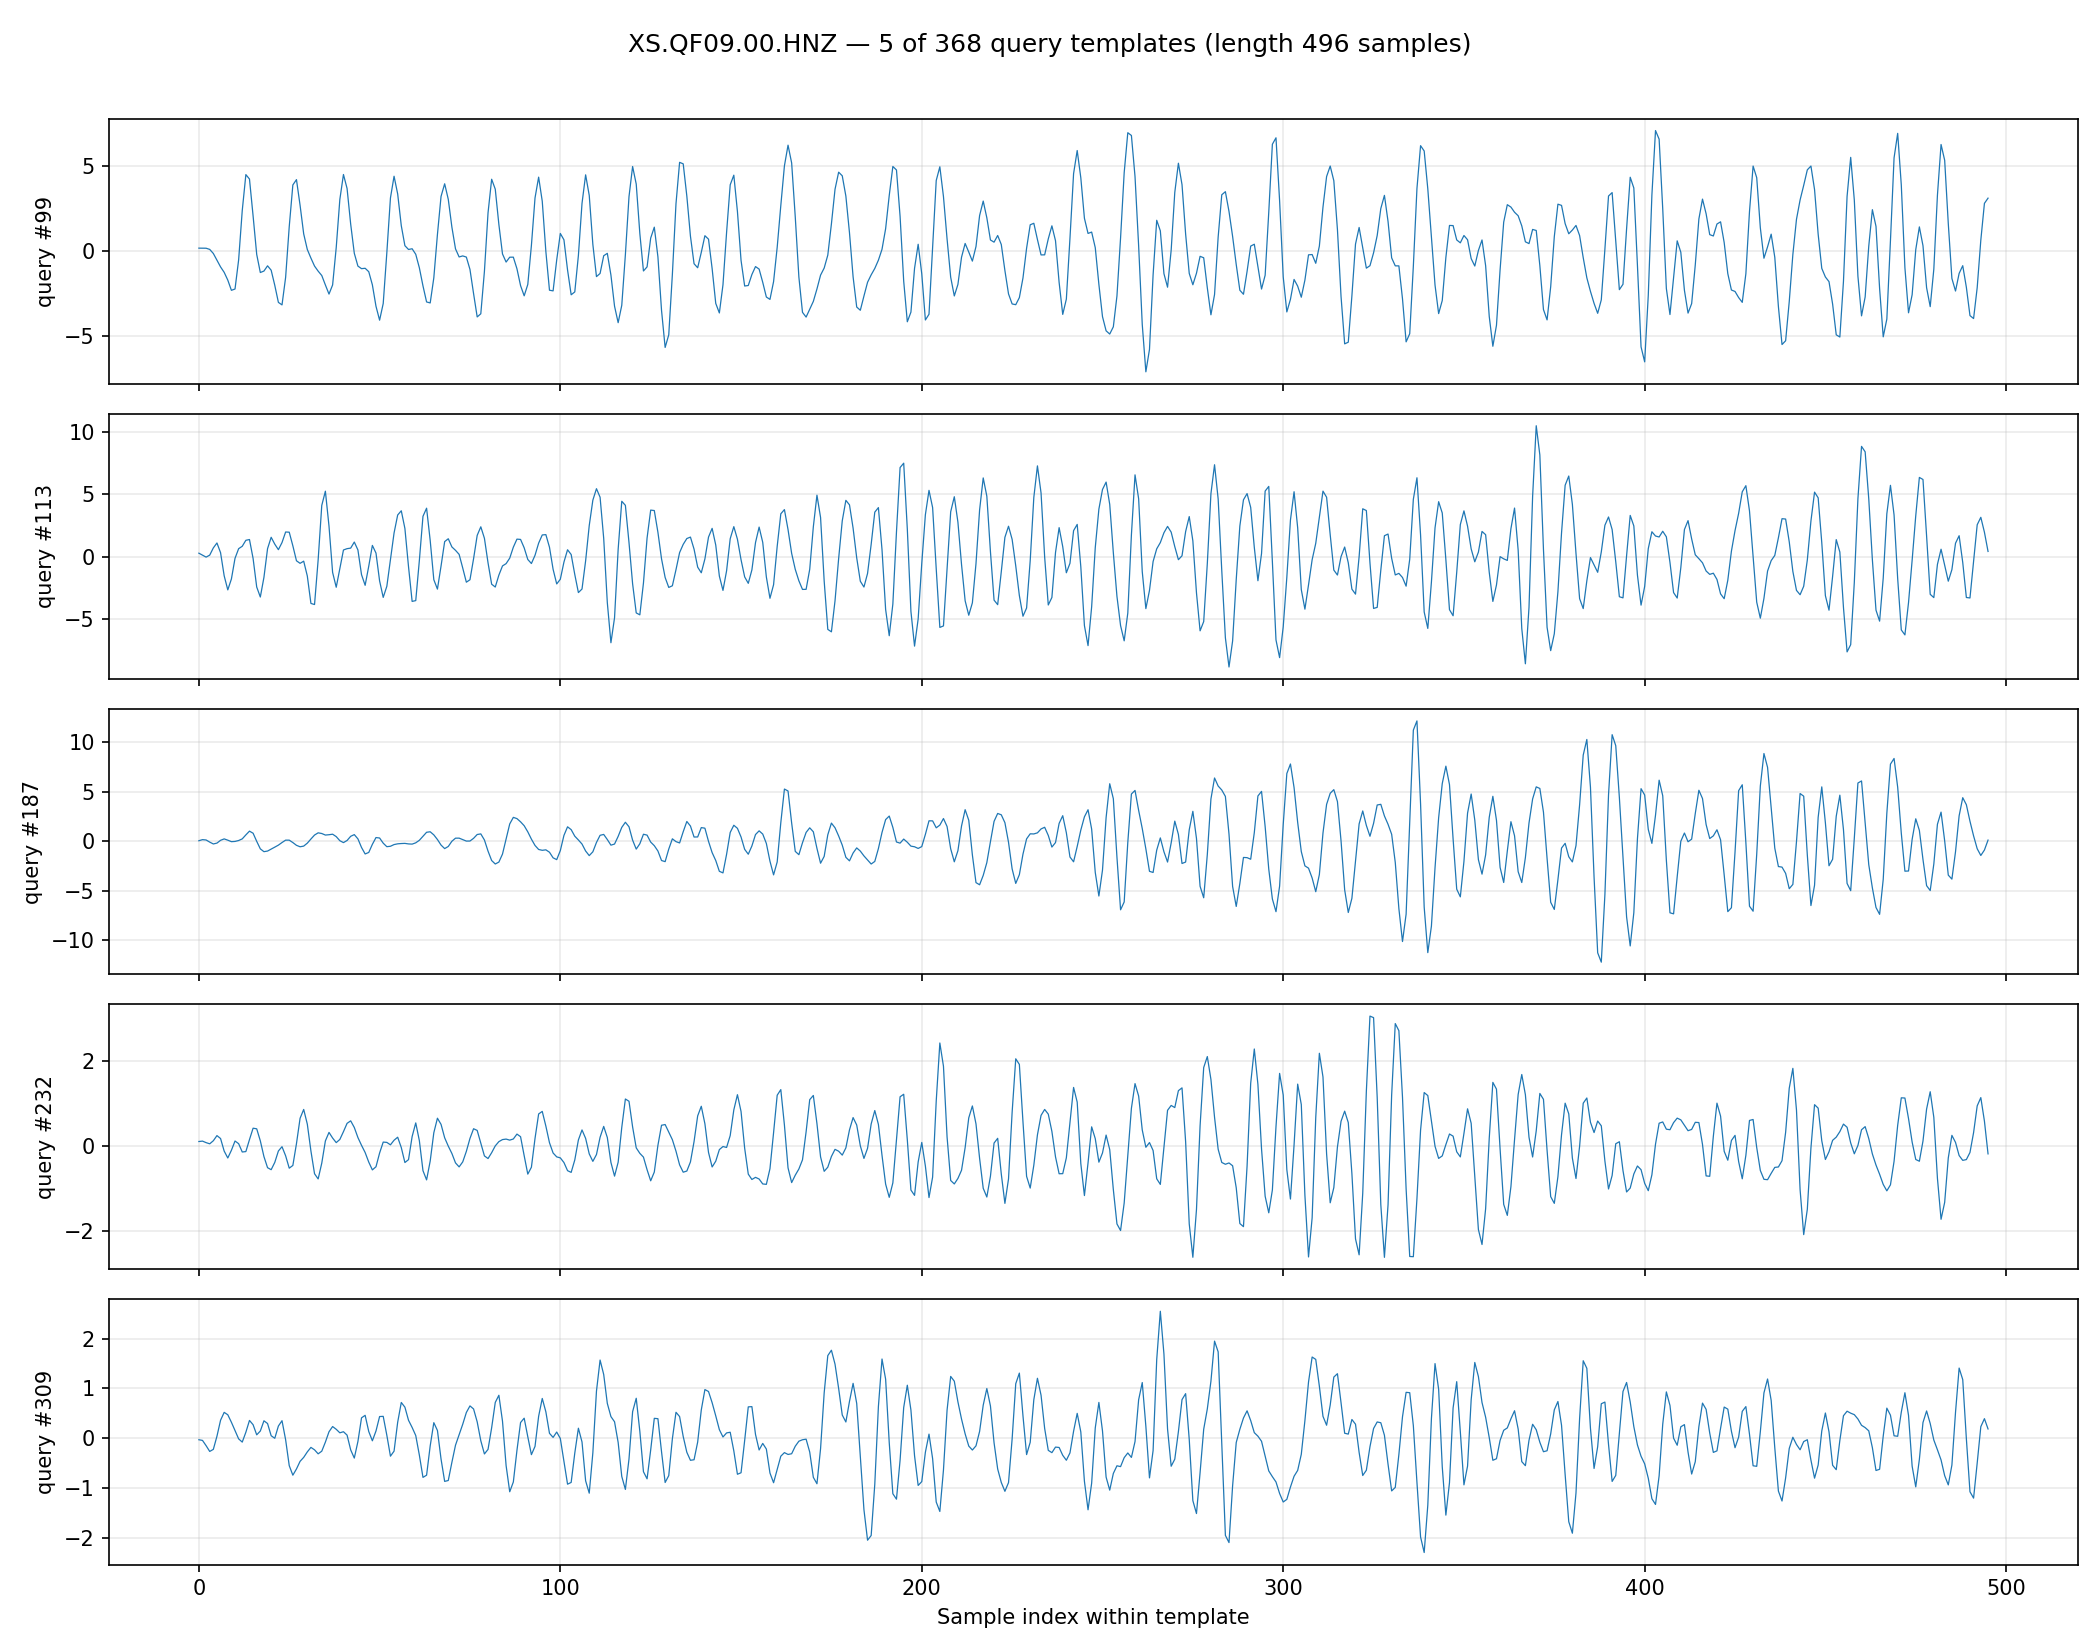 XS.QF09.00.HNZ — 5 of 368 query templates (length 496 samples)
query #99
5
0
−5
query #113
10
5
0
−5
query #187
10
5
0
−5
−10
query #232
2
0
−2
query #309
2
1
0
−1
−2
0 100 200 300 400 500
Sample index within template